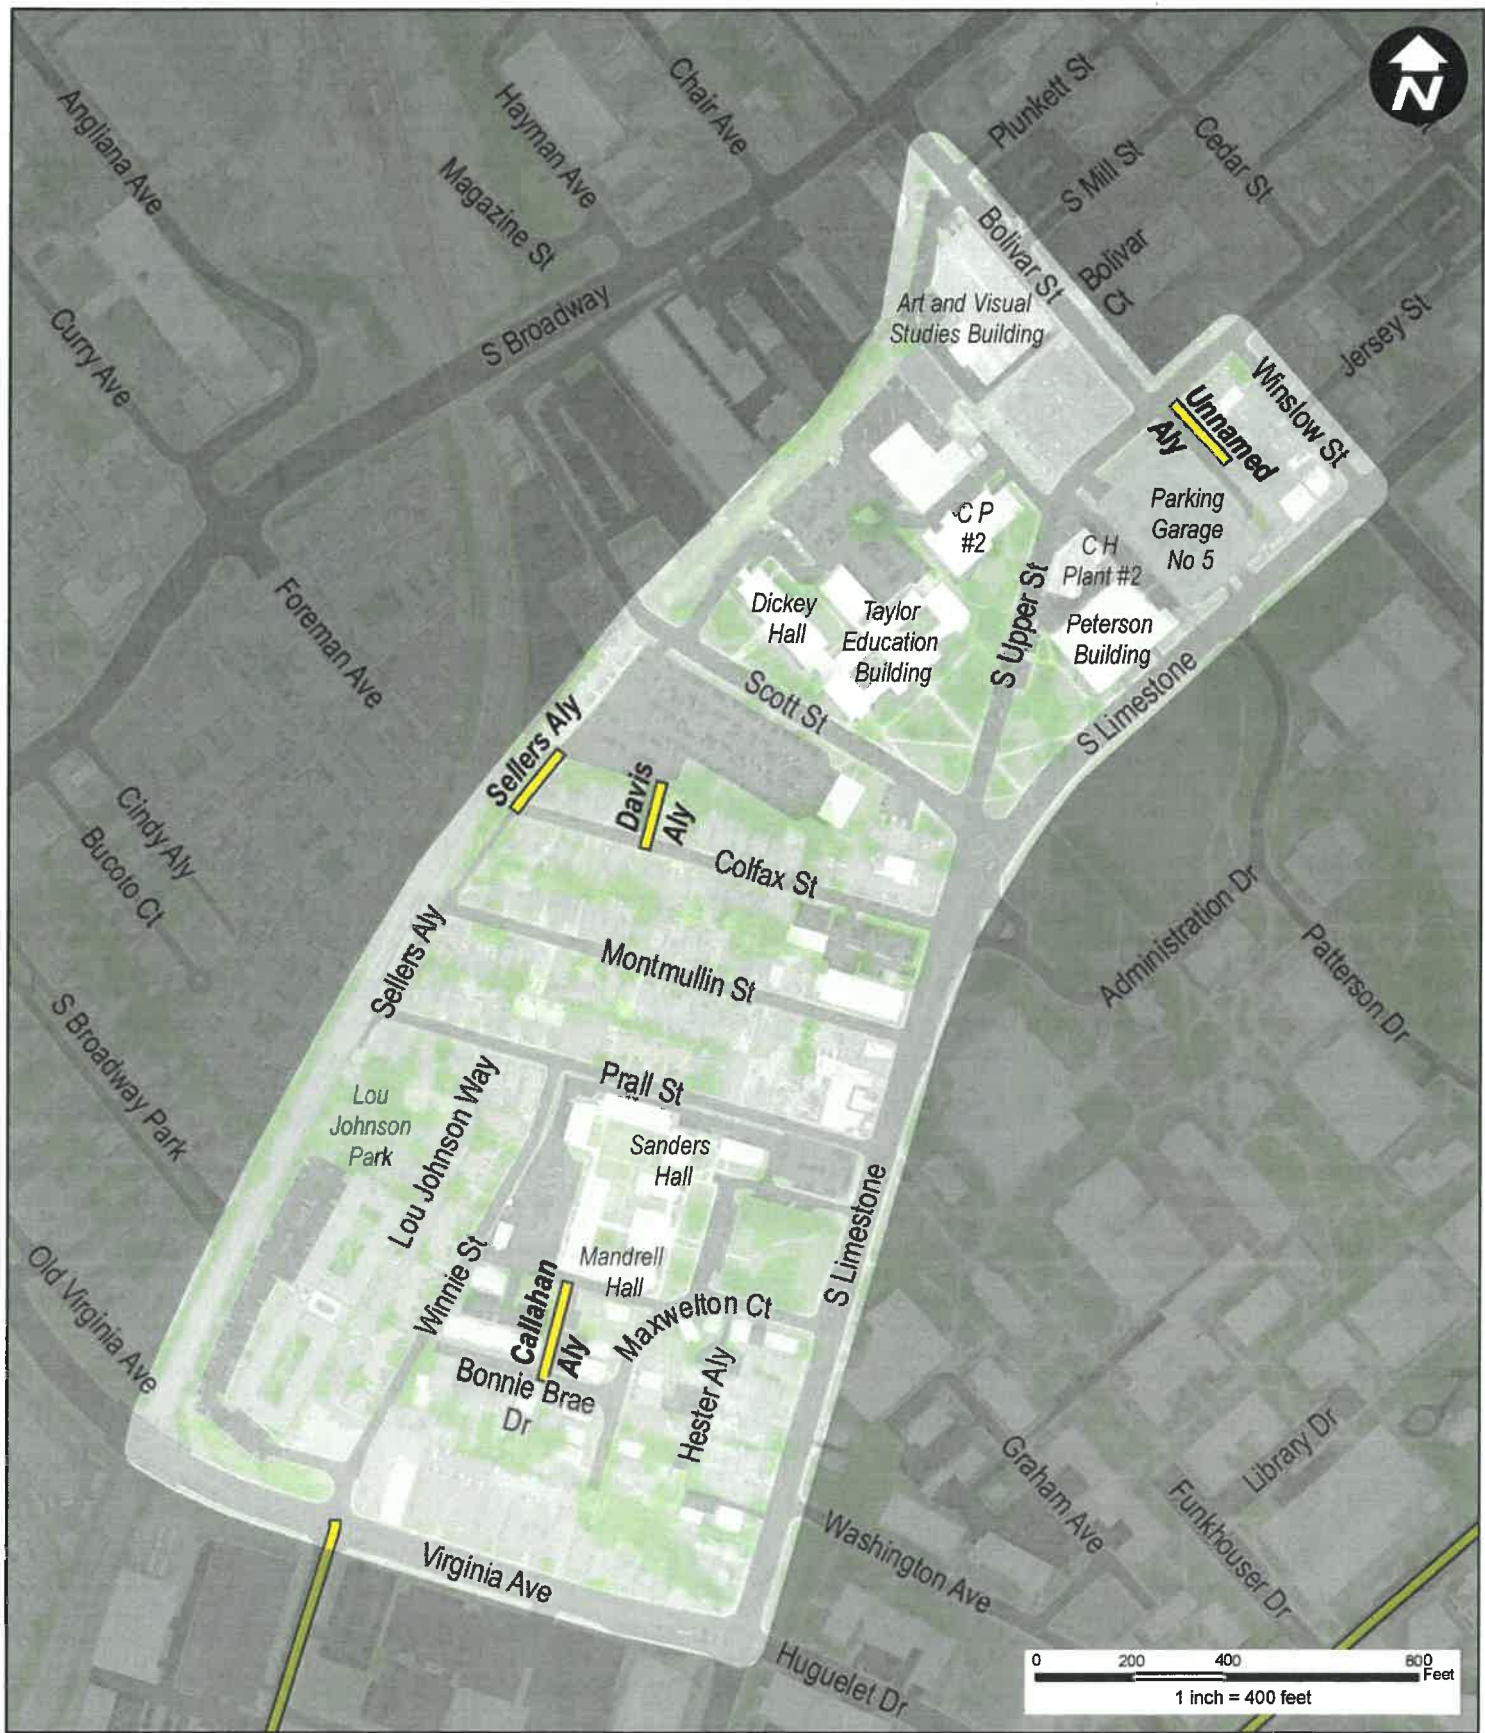 N
Plunkett St
Chair Ave
Hayman Ave
Angliana Ave
Magazine St
S Mill St
Cedar St
Bolivar St
Bolivar
Ct
Art and Visual
Studies Building
S Broadway
Curry Ave
Jersey St
Winslow St
Unnamed
Aly
Parking
Garage
No 5
C P
#2
C H
Plant #2
Dickey
Hall
Taylor
Education
Building
S Upper St
Peterson
Building
Foreman Ave
Scott St
S Limestone
Sellers Aly
Davis
Aly
Cindy Aly
Bucoto Ct
Colfax St
Sellers Aly
Montmullin St
Administration Dr
Patterson Dr
S Broadway Park
Prall St
Lou
Johnson
Park
Lou Johnson Way
Sanders
Hall
S Limestone
Mandrell
Hall
Winnie St
Callahan
Aly
Maxwelton Ct
Old Virginia Ave
Bonnie Brae
Dr
Hester Aly
Graham Ave
Library Dr
Funkhouser Dr
Washington Ave
Virginia Ave
Huguelet Dr
0 200 400 800
Feet
1 inch = 400 feet